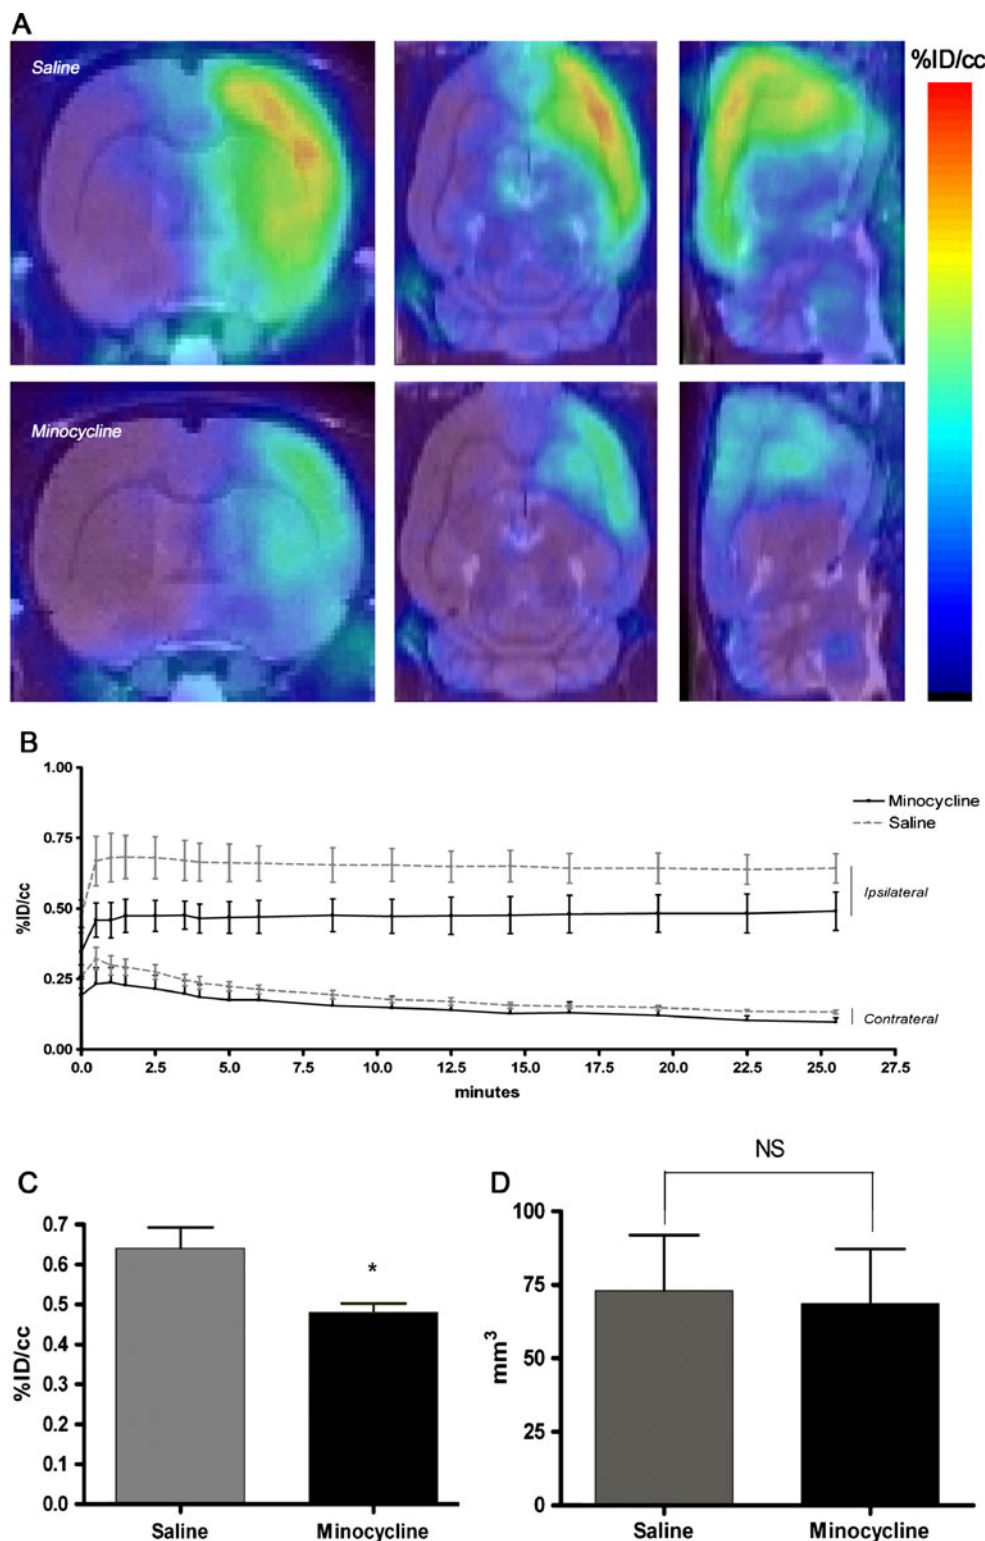 A
Saline
%ID/cc
Minocycline
B
1.00
0.75
0.50
0.25
0.00
%ID/cc
Minocycline
Saline
Ipsilateral
Contrateral
0.0 2.5 5.0 7.5 10.0 12.5 15.0 17.5 20.0 22.5 25.0 27.5
minutes
C
0.7
0.6
0.5
0.4
0.3
0.2
0.1
0.0
%ID/cc
*
Saline Minocycline
D
NS
100
75
50
25
0
mm³
Saline Minocycline